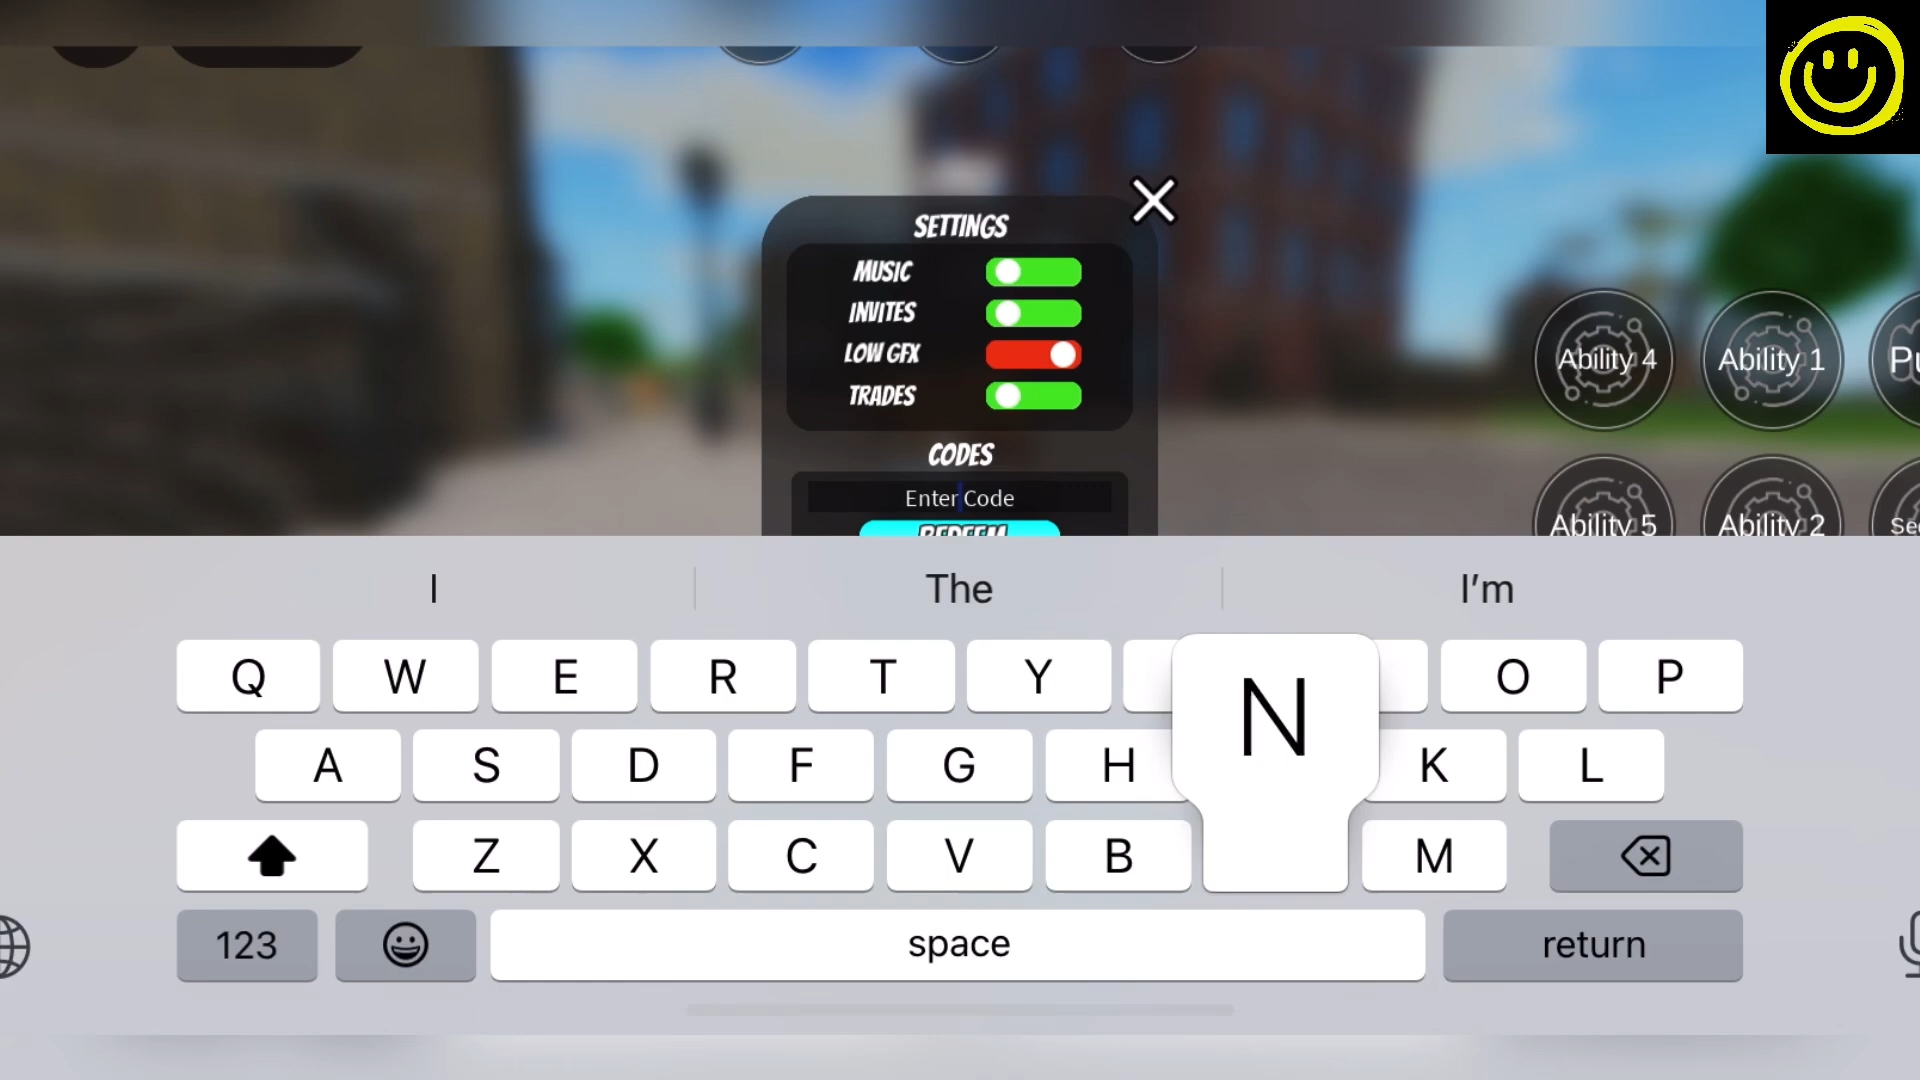 SETTINGS
MUSIC
INVITES
LOW GFX
TRADES
CODES
Enter Code
REDEEM
Ability 4
Ability 1
Ability 5
Ability 2
I
The
I'm
Q W E R T Y O P
A S D F G H K L
N
Z X C V B M
123
space
return